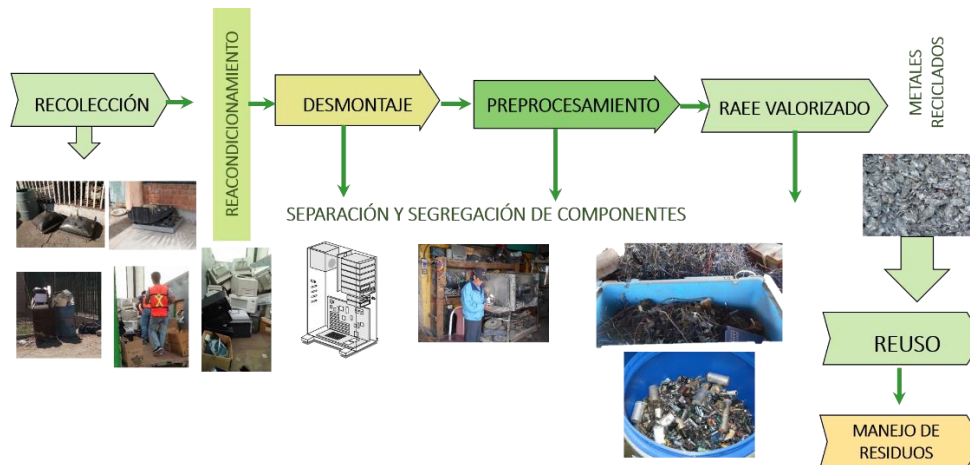 RECOLECCIÓN
REACONDICIONAMIENTO
DESMONTAJE
PREPROCESAMIENTO
RAEE VALORIZADO
METALES
RECICLADOS
SEPARACIÓN Y SEGREGACIÓN DE COMPONENTES
REUSO
MANEJO DE
RESIDUOS